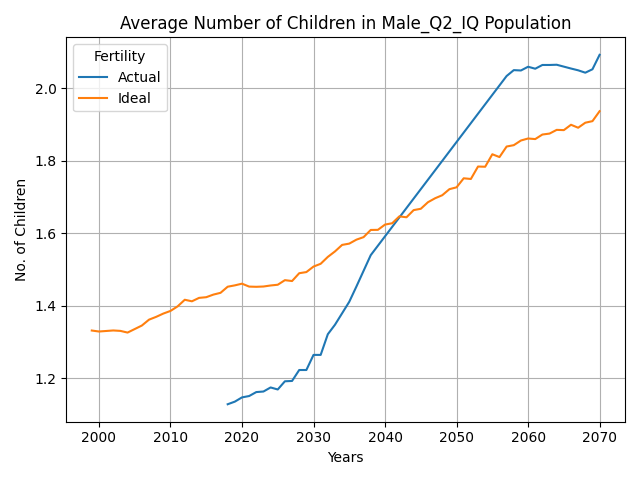 Average Number of Children in Male_Q2_IQ Population
Fertility
Actual
Ideal
No. of Children
2.0
1.8
1.6
1.4
1.2
2000 2010 2020 2030 2040 2050 2060 2070
Years